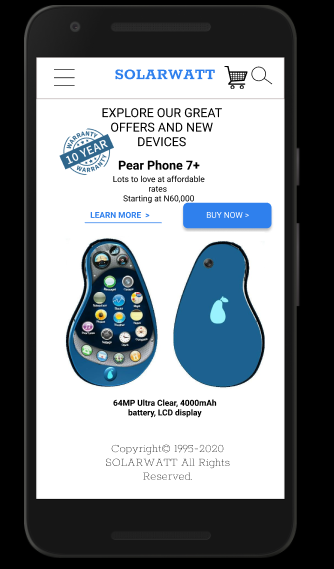 SOLARWATT
EXPLORE OUR GREAT
OFFERS AND NEW
DEVICES
WARRANTY
10 YEAR
WARRANTY
Pear Phone 7+
Lots to love at affordable
rates
Starting at N60,000
LEARN MORE >
BUY NOW >
64MP Ultra Clear, 4000mAh
battery, LCD display
Copyright© 1995-2020
SOLARWATT All Rights
Reserved.